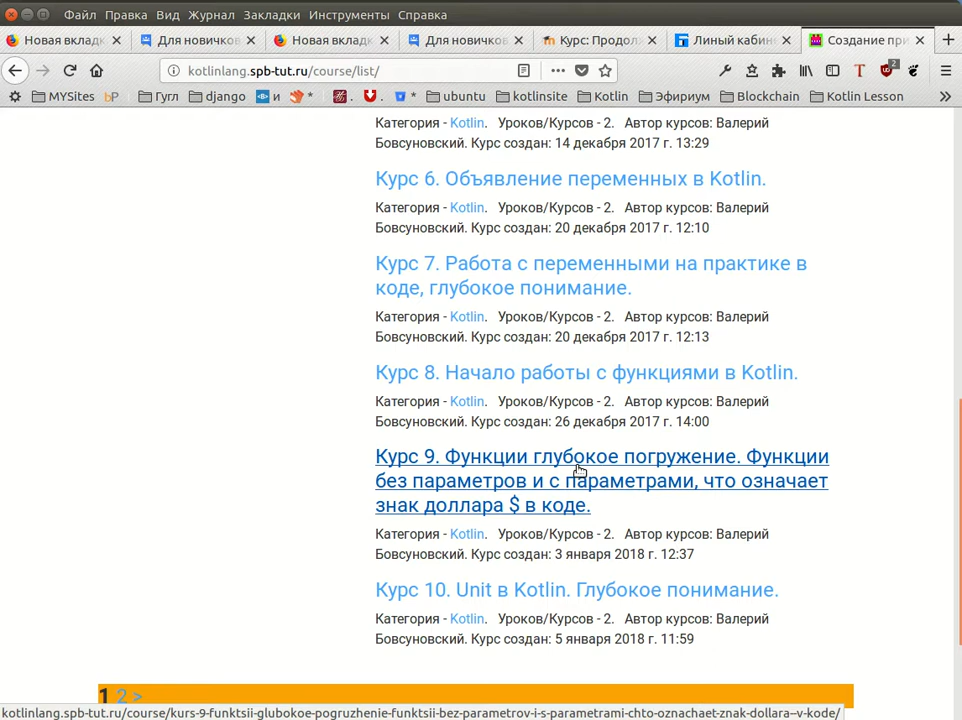 Файл Правка Вид Журнал Закладки Инструменты Справка
Новая вклад Для новичков Новая вклад Для новичков Курс: Продол Линый кабин Создание при
kotlinlang.spb-tut.ru/course/list/
2
MYSites bP Гугл django и * * ubuntu kotlinsite Kotlin Эфириум Blockchain Kotlin Lesson
Категория - Kotlin. Уроков/Курсов - 2. Автор курсов: Валерий
Бовсуновский. Курс создан: 14 декабря 2017 г. 13:29
Курс 6. Объявление переменных в Kotlin.
Категория - Kotlin. Уроков/Курсов - 2. Автор курсов: Валерий
Бовсуновский. Курс создан: 20 декабря 2017 г. 12:10
Курс 7. Работа с переменными на практике в
коде, глубокое понимание.
Категория - Kotlin. Уроков/Курсов - 2. Автор курсов: Валерий
Бовсуновский. Курс создан: 20 декабря 2017 г. 12:13
Курс 8. Начало работы с функциями в Kotlin.
Категория - Kotlin. Уроков/Курсов - 2. Автор курсов: Валерий
Бовсуновский. Курс создан: 26 декабря 2017 г. 14:00
Курс 9. Функции глубокое погружение. Функции
без параметров и с параметрами, что означает
знак доллара $ в коде.
Категория - Kotlin. Уроков/Курсов - 2. Автор курсов: Валерий
Бовсуновский. Курс создан: 3 января 2018 г. 12:37
Курс 10. Unit в Kotlin. Глубокое понимание.
Категория - Kotlin. Уроков/Курсов - 2. Автор курсов: Валерий
Бовсуновский. Курс создан: 5 января 2018 г. 11:59
1 2 >
kotlinlang.spb-tut.ru/course/kurs-9-funktsii-glubokoe-pogruzhenie-funktsii-bez-parametrov-i-s-parametrami-chto-oznachaet-znak-dollara--v-kode/